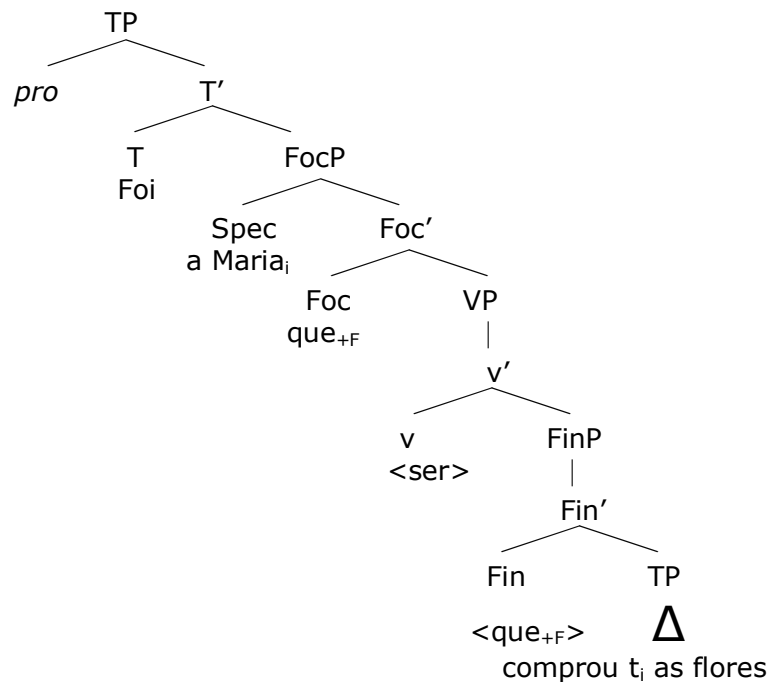 TP
pro T′
T FocP
Foi
Spec Foc′
a Mariaᵢ
Foc VP
que₊F
v′
v FinP
<ser>
Fin′
Fin TP
<que₊F> Δ
comprou tᵢ as flores